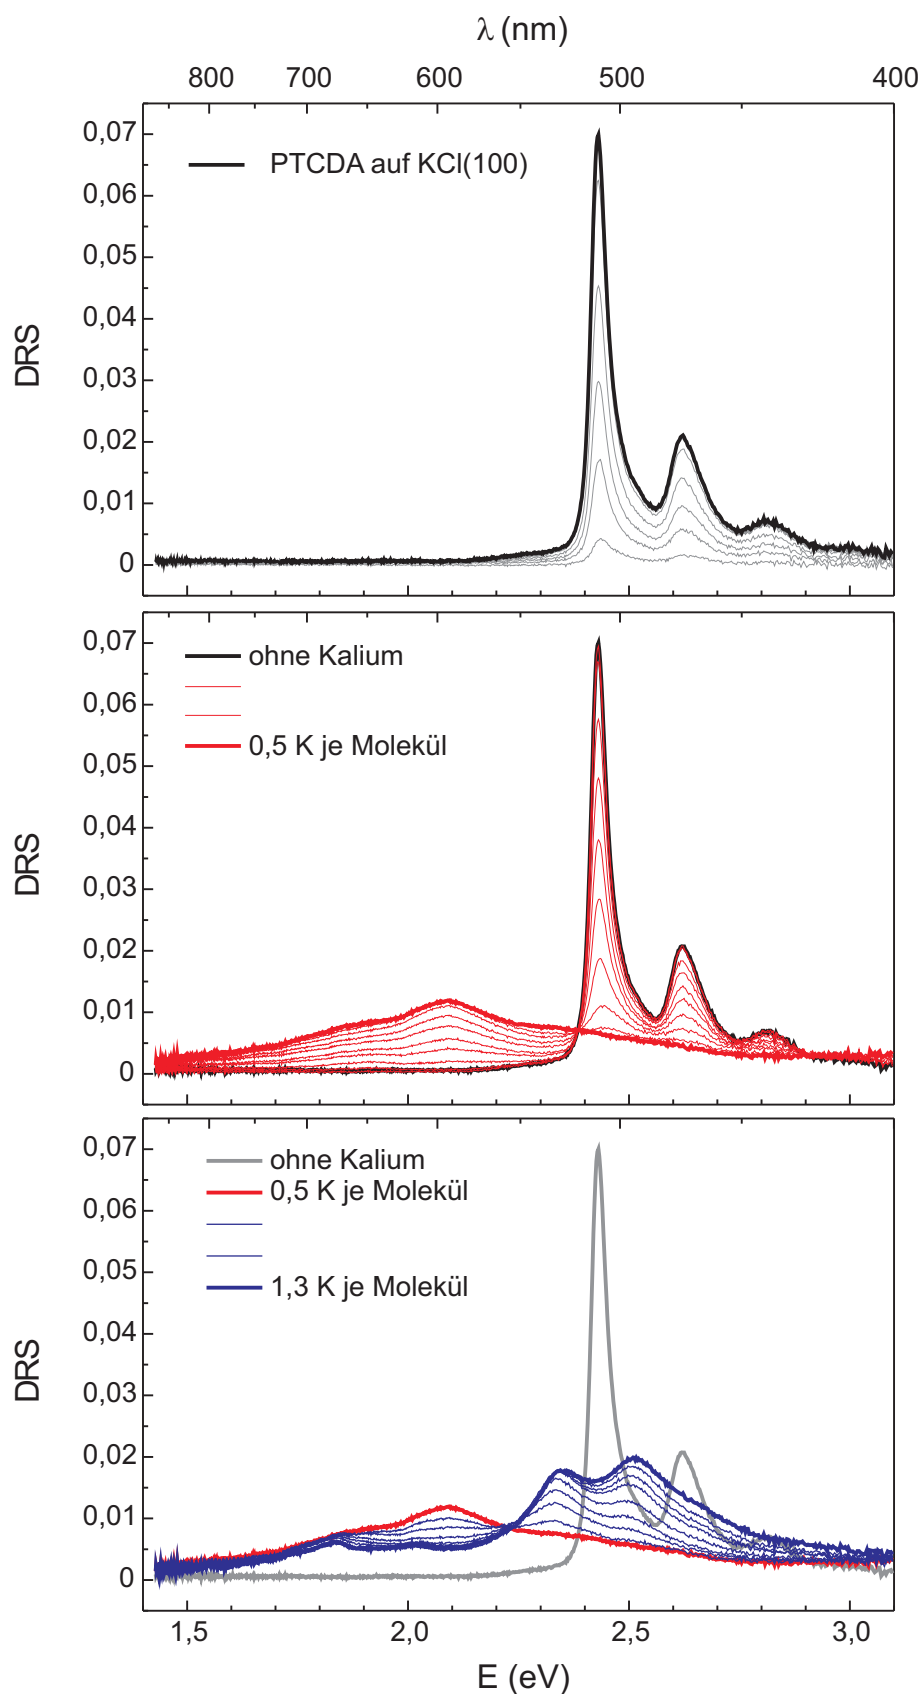 λ (nm)
800 700 600 500 400
0,07
PTCDA auf KCl(100)
0,06
0,05
0,04
DRS
0,03
0,02
0,01
0
0,07
ohne Kalium
0,06
0,5 K je Molekül
0,05
0,04
DRS
0,03
0,02
0,01
0
0,07
ohne Kalium
0,5 K je Molekül
0,06
0,05
1,3 K je Molekül
0,04
DRS
0,03
0,02
0,01
0
1,5 2,0 2,5 3,0
E (eV)